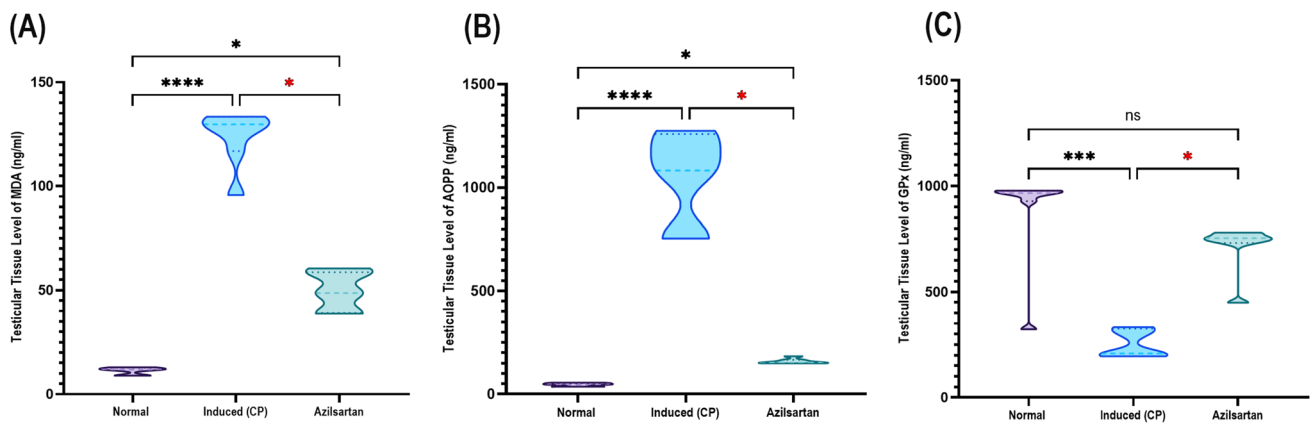 (A)
*
**** *
Testicular Tissue Level of MDA (ng/ml)
150
100
50
0
Normal Induced (CP) Azilsartan
(B)
*
**** *
Testicular Tissue Level of AOPP (ng/ml)
1500
1000
500
0
Normal Induced (CP) Azilsartan
(C)
ns
*** *
Testicular Tissue Level of GPx (ng/ml)
1500
1000
500
0
Normal Induced (CP) Azilsartan